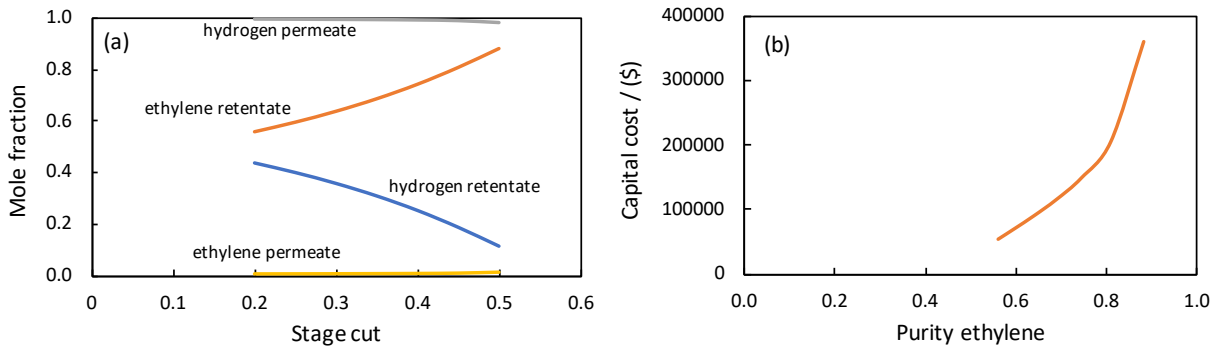 (a)
Mole fraction
1.0
0.8
0.6
0.4
0.2
0.0
hydrogen permeate
ethylene retentate
hydrogen retentate
ethylene permeate
0 0.1 0.2 0.3 0.4 0.5 0.6
Stage cut
(b)
Capital cost / ($)
400000
300000
200000
100000
0
0.0 0.2 0.4 0.6 0.8 1.0
Purity ethylene